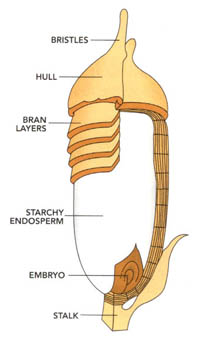 BRISTLES
HULL
BRAN
LAYERS
STARCHY
ENDOSPERM
EMBRYO
STALK